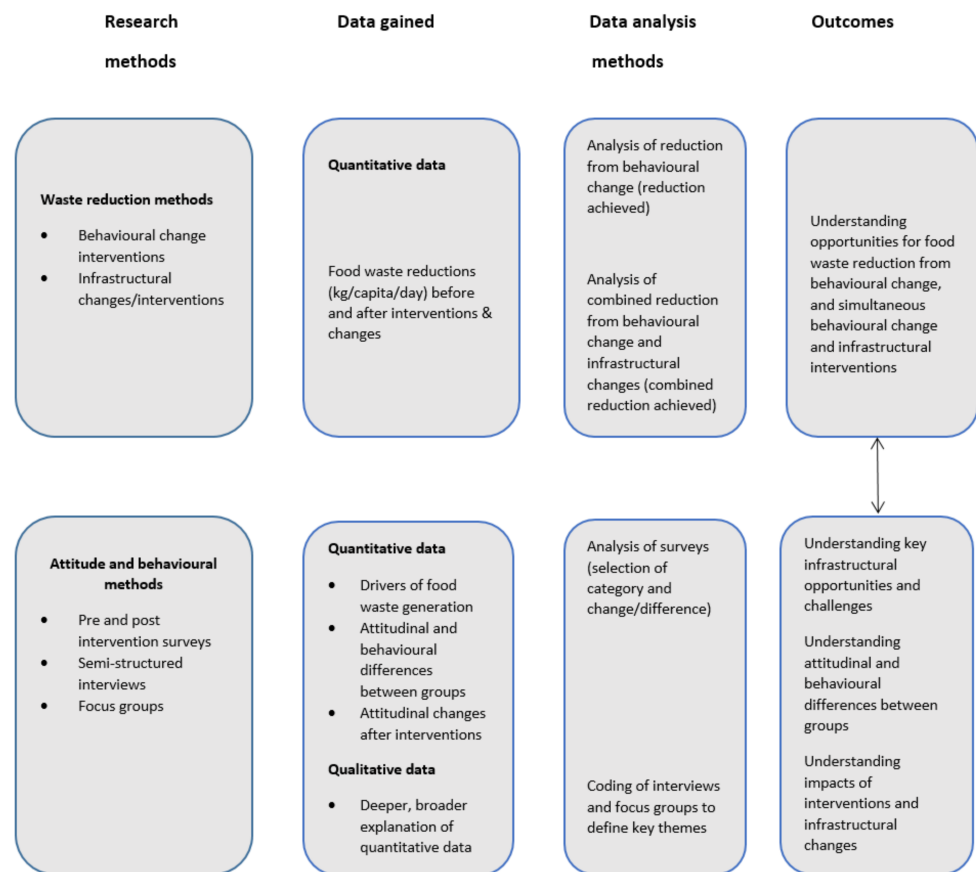 Research
methods
Data gained
Data analysis
methods
Outcomes
Waste reduction methods
• Behavioural change
interventions
• Infrastructural
changes/interventions
Quantitative data
Food waste reductions
(kg/capita/day) before
and after interventions &
changes
Analysis of reduction
from behavioural
change (reduction
achieved)
Analysis of
combined reduction
from behavioural
change and
infrastructural
changes (combined
reduction achieved)
Understanding
opportunities for food
waste reduction from
behavioural change,
and simultaneous
behavioural change
and infrastructural
interventions
Attitude and behavioural
methods
• Pre and post
intervention surveys
• Semi-structured
interviews
• Focus groups
Quantitative data
• Drivers of food
waste generation
• Attitudinal and
behavioural
differences
between groups
• Attitudinal changes
after interventions
Qualitative data
• Deeper, broader
explanation of
quantitative data
Analysis of surveys
(selection of
category and
change/difference)
Coding of interviews
and focus groups to
define key themes
Understanding key
infrastructural
opportunities and
challenges
Understanding
attitudinal and
behavioural
differences between
groups
Understanding
impacts of
interventions and
infrastructural
changes